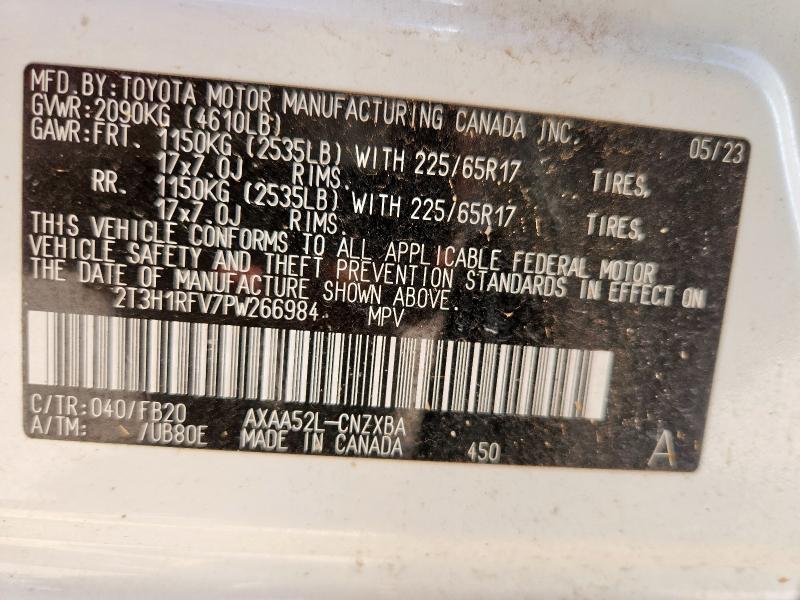 MFD. BY: TOYOTA MOTOR MANUFACTURING CANADA INC. 05/23
GVWR: 2090KG (4610LB)
GAWR: FRT. 1150KG (2535LB) WITH 225/65R17 TIRES,
17x7.0J RIMS.
RR. 1150KG (2535LB) WITH 225/65R17 TIRES,
17x7.0J RIMS.
THIS VEHICLE CONFORMS TO ALL APPLICABLE FEDERAL MOTOR
VEHICLE SAFETY AND THEFT PREVENTION STANDARDS IN EFFECT ON
THE DATE OF MANUFACTURE SHOWN ABOVE.
2T3H1RFV7PW266984 MPV
C/TR: 040/FB20 AXAA52L-CNZXBA
A/TM: /UB80E MADE IN CANADA 450 A